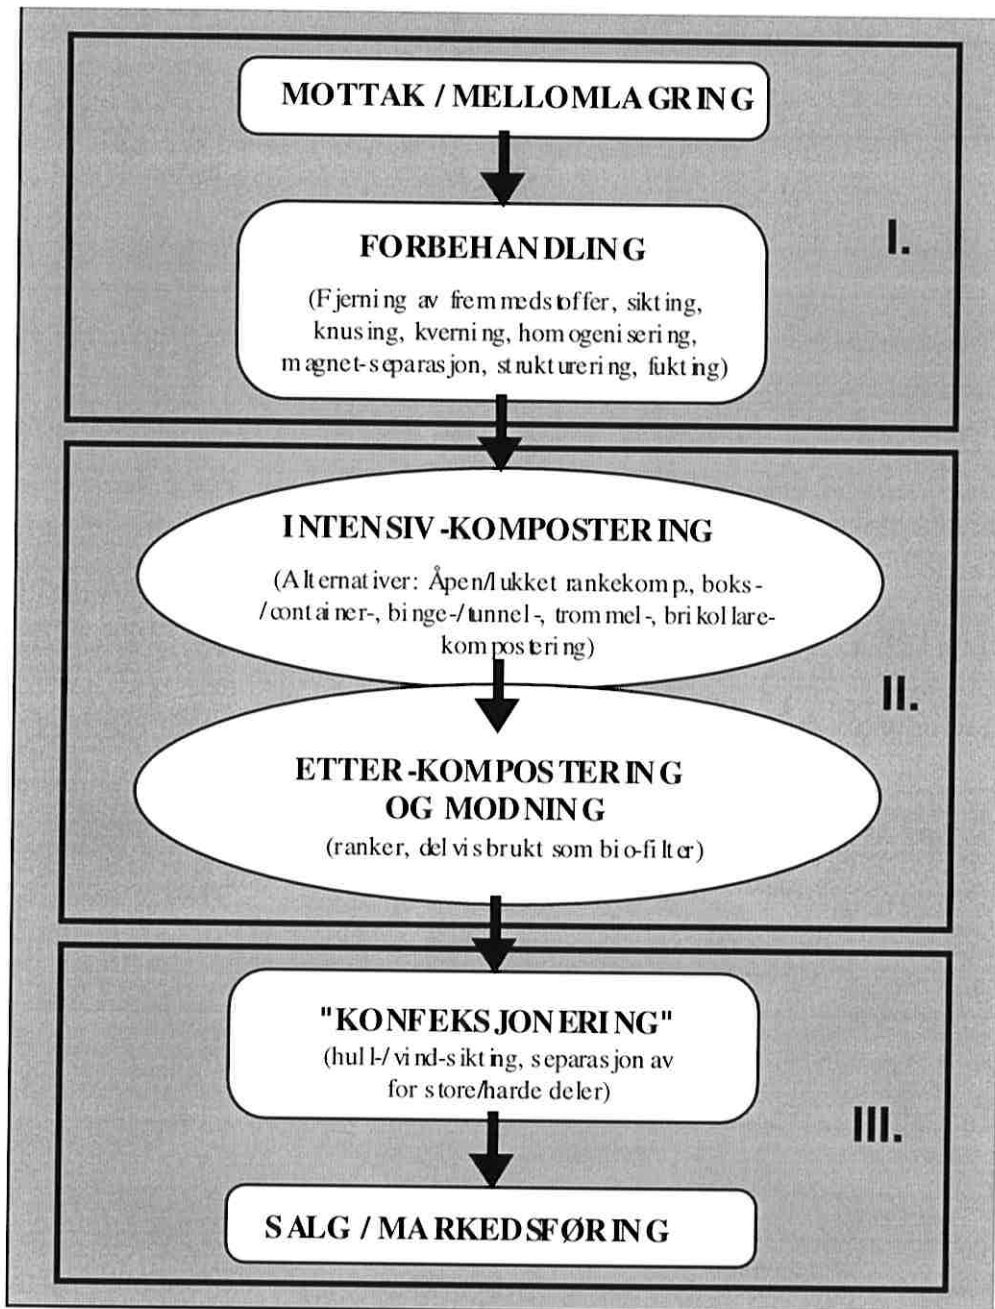 MOTTAK / MELLOMLAGRING
FORBEHANDLING
(Fjerning av fremmedstoffer, sikting,
knusing, kverning, homogenisering,
magnet-separasjon, strukturering, fukting)
I.
INTENSIV-KOMPOSTERING
(Alternativer: Åpen/lukket rankekomp., boks-
/container-, binge-/tunnel-, trommel-, brikollare-
kompostering)
II.
ETTER-KOMPOSTERING
OG MODNING
(ranker, delvis brukt som bio-filter)
"KONFEKSJONERING"
(hull-/vind-sikting, separasjon av
for store/harde deler)
III.
SALG / MARKEDSFØRING